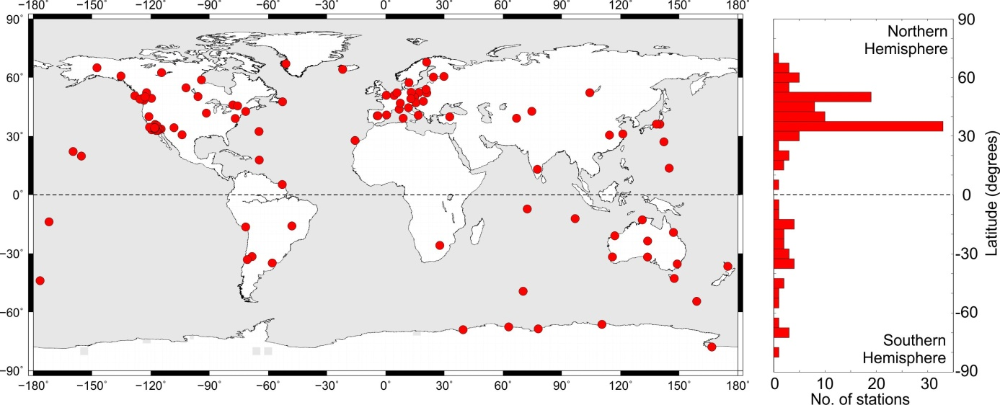 −180˚ −150˚ −120˚ −90˚ −60˚ −30˚ 0˚ 30˚ 60˚ 90˚ 120˚ 150˚ 180˚
90˚
60˚
30˚
0˚
−30˚
−60˚
−90˚
−180˚ −150˚ −120˚ −90˚ −60˚ −30˚ 0˚ 30˚ 60˚ 90˚ 120˚ 150˚ 180˚
Northern
Hemisphere
Southern
Hemisphere
90
60
30
0
-30
-60
-90
Latitude (degrees)
0 10 20 30
No. of stations